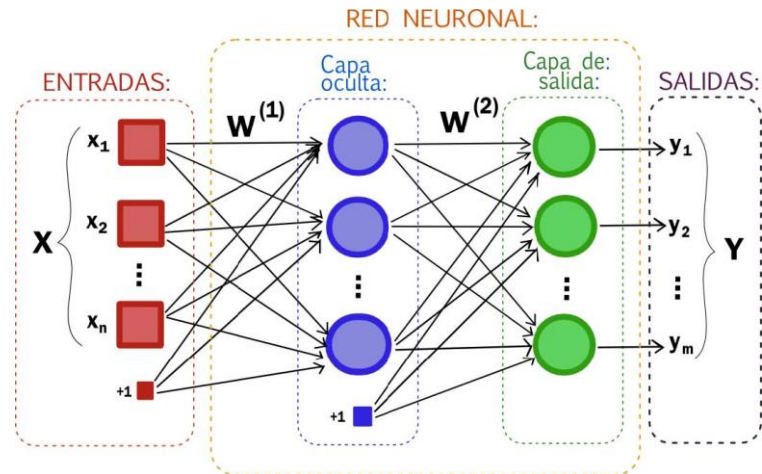 RED NEURONAL:
ENTRADAS:
Capa
oculta:
Capa de:
salida:
SALIDAS:
W(1)
W(2)
x1
x2
xn
+1
X
+1
y1
y2
ym
Y